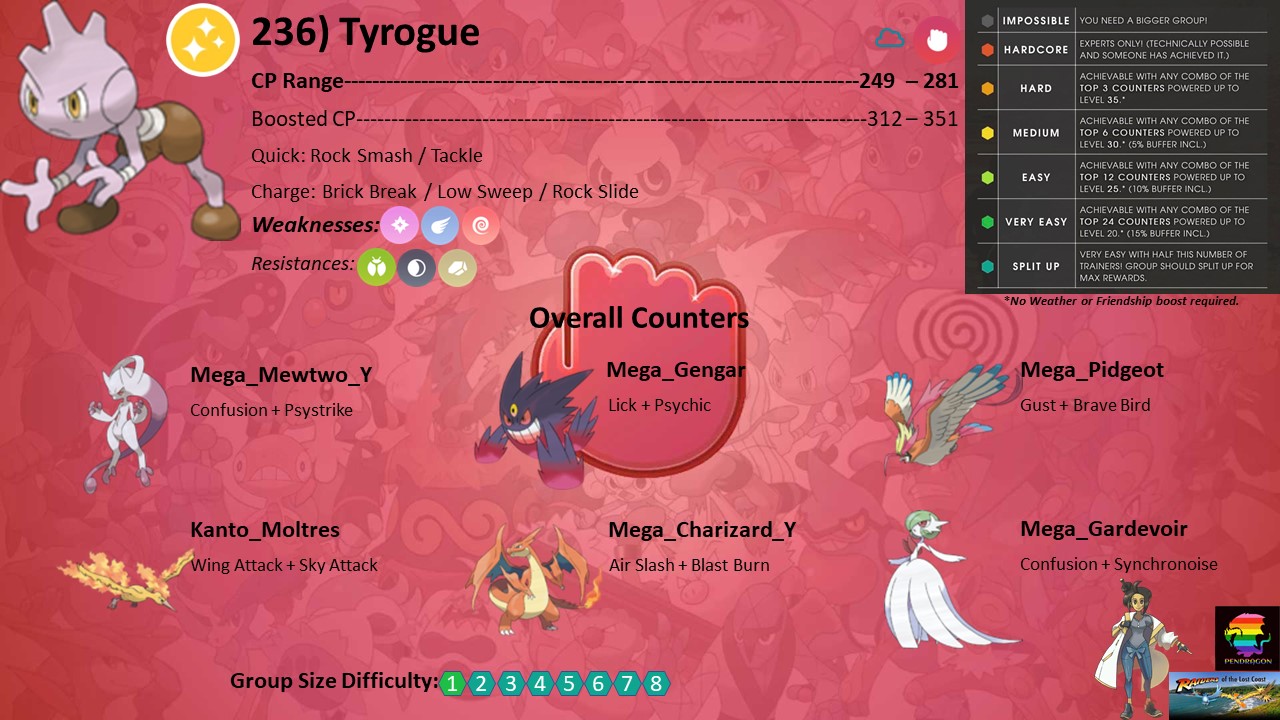 236) Tyrogue
CP Range---------------------------------------------------------------------------249 – 281
Boosted CP--------------------------------------------------------------------------312 – 351
Quick: Rock Smash / Tackle
Charge: Brick Break / Low Sweep / Rock Slide
Weaknesses:
Resistances:
IMPOSSIBLE YOU NEED A BIGGER GROUP!
HARDCORE EXPERTS ONLY! (TECHNICALLY POSSIBLE
AND SOMEONE HAS ACHIEVED IT.)
HARD ACHIEVABLE WITH ANY COMBO OF THE
TOP 3 COUNTERS POWERED UP TO
LEVEL 35.*
MEDIUM ACHIEVABLE WITH ANY COMBO OF THE
TOP 6 COUNTERS POWERED UP TO
LEVEL 30.* (5% BUFFER INCL.)
EASY ACHIEVABLE WITH ANY COMBO OF THE
TOP 12 COUNTERS POWERED UP TO
LEVEL 25.* (10% BUFFER INCL.)
VERY EASY ACHIEVABLE WITH ANY COMBO OF THE
TOP 24 COUNTERS POWERED UP TO
LEVEL 20.* (15% BUFFER INCL.)
SPLIT UP VERY EASY WITH HALF THIS NUMBER OF
TRAINERS! GROUP SHOULD SPLIT UP FOR
MAX REWARDS.
*No Weather or Friendship boost required.
Overall Counters
Mega_Mewtwo_Y
Confusion + Psystrike
Mega_Gengar
Lick + Psychic
Mega_Pidgeot
Gust + Brave Bird
Kanto_Moltres
Wing Attack + Sky Attack
Mega_Charizard_Y
Air Slash + Blast Burn
Mega_Gardevoir
Confusion + Synchronoise
Group Size Difficulty: 1 2 3 4 5 6 7 8
PENDRAGON
RAIDERS of the Lost Coast